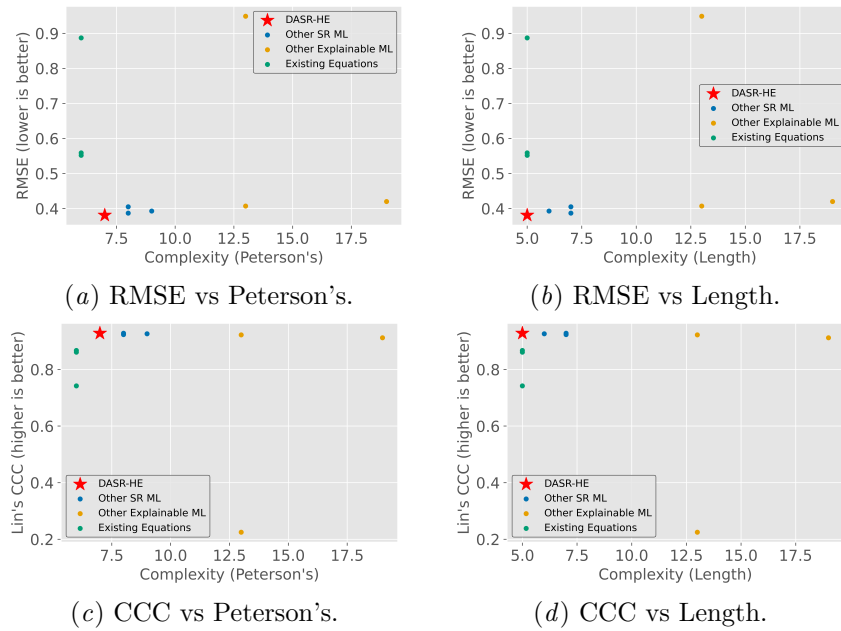 RMSE (lower is better)
0.9
0.8
0.7
0.6
0.5
0.4
7.5 10.0 12.5 15.0 17.5
Complexity (Peterson's)
DASR-HE
Other SR ML
Other Explainable ML
Existing Equations
(a) RMSE vs Peterson's.
RMSE (lower is better)
0.9
0.8
0.7
0.6
0.5
0.4
5.0 7.5 10.0 12.5 15.0 17.5
Complexity (Length)
DASR-HE
Other SR ML
Other Explainable ML
Existing Equations
(b) RMSE vs Length.
Lin's CCC (higher is better)
0.8
0.6
0.4
0.2
7.5 10.0 12.5 15.0 17.5
Complexity (Peterson's)
DASR-HE
Other SR ML
Other Explainable ML
Existing Equations
(c) CCC vs Peterson's.
Lin's CCC (higher is better)
0.8
0.6
0.4
0.2
5.0 7.5 10.0 12.5 15.0 17.5
Complexity (Length)
DASR-HE
Other SR ML
Other Explainable ML
Existing Equations
(d) CCC vs Length.